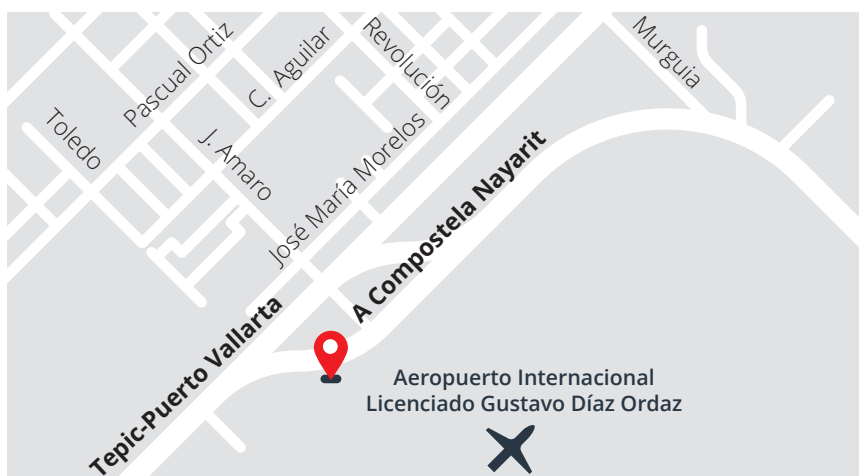 Pascual Ortiz
C. Aguilar
Revolución
Murguia
Toledo
J. Amaro
José María Morelos
A Compostela Nayarit
Tepic-Puerto Vallarta
Aeropuerto Internacional
Licenciado Gustavo Díaz Ordaz